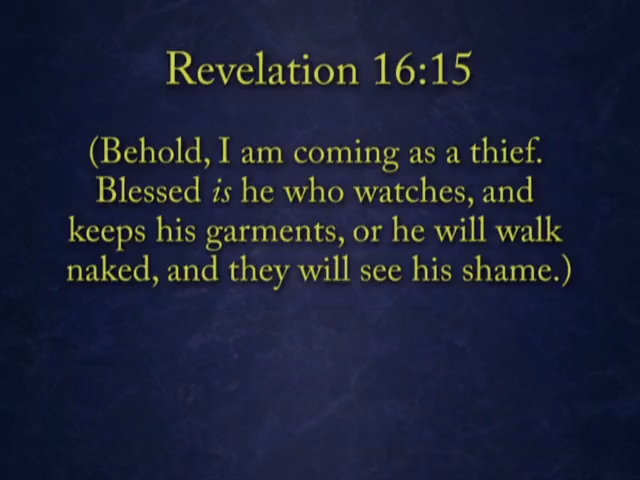 Revelation 16:15
(Behold, I am coming as a thief.
Blessed is he who watches, and
keeps his garments, or he will walk
naked, and they will see his shame.)